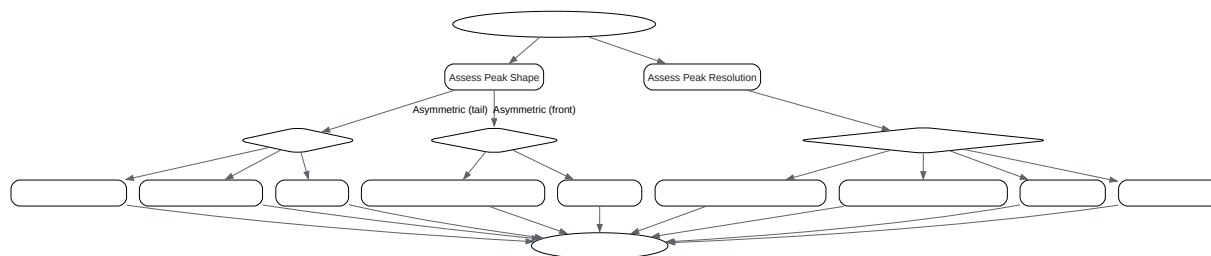 Assess Peak Shape
Assess Peak Resolution
Asymmetric (tail)
Asymmetric (front)